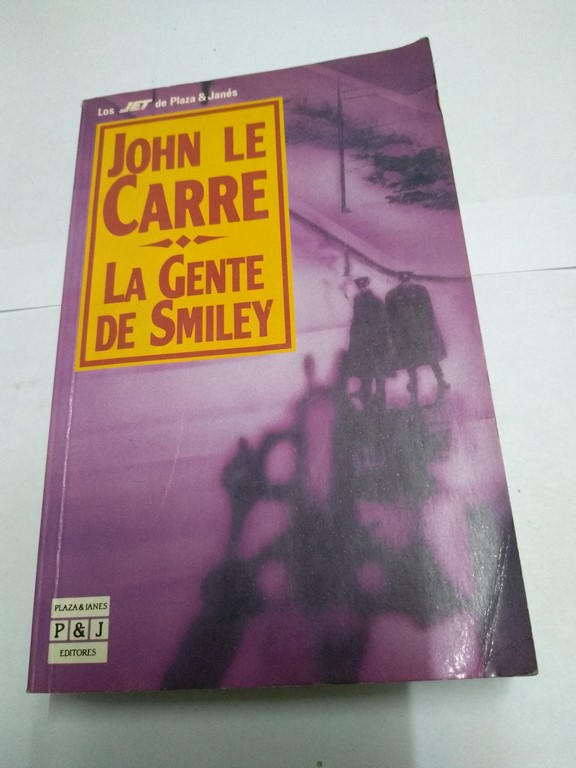 Los JET de Plaza & Janés
JOHN LE
CARRE
LA GENTE
DE SMILEY
PLAZA & JANES
P & J
EDITORES